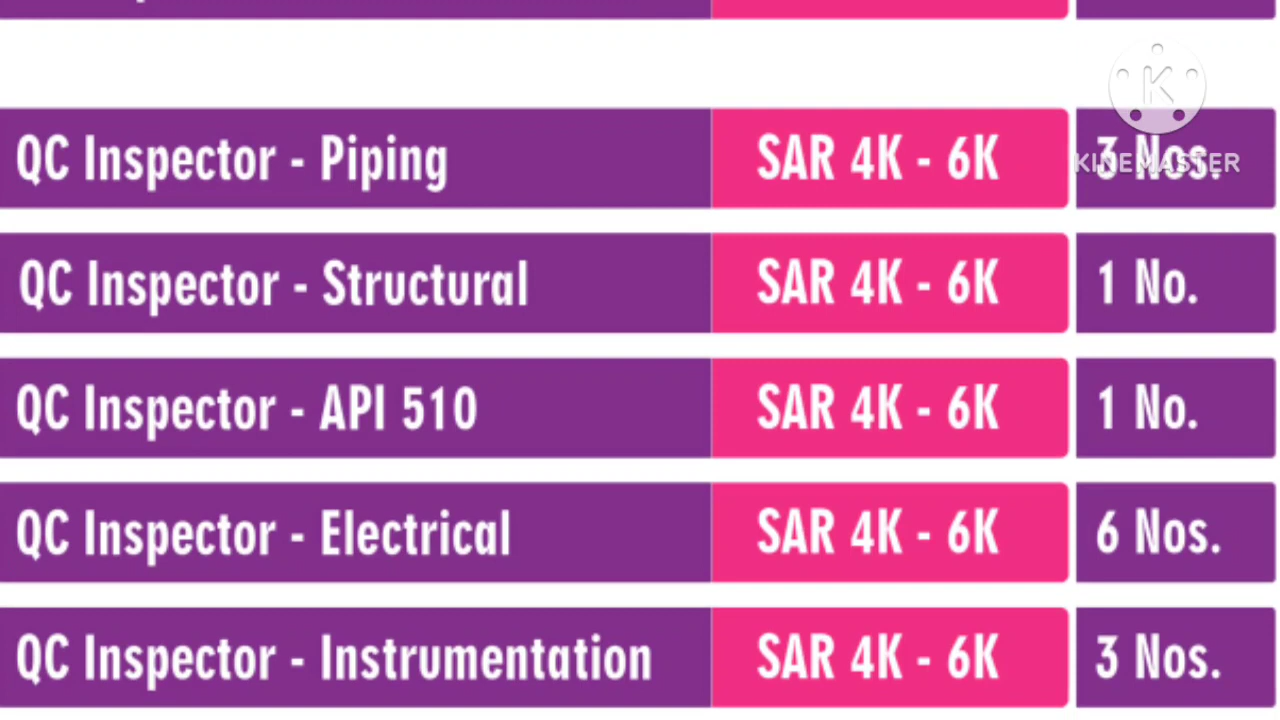 QC Inspector - Piping SAR 4K - 6K 3 Nos.
KINEMASTER
QC Inspector - Structural SAR 4K - 6K 1 No.
QC Inspector - API 510 SAR 4K - 6K 1 No.
QC Inspector - Electrical SAR 4K - 6K 6 Nos.
QC Inspector - Instrumentation SAR 4K - 6K 3 Nos.